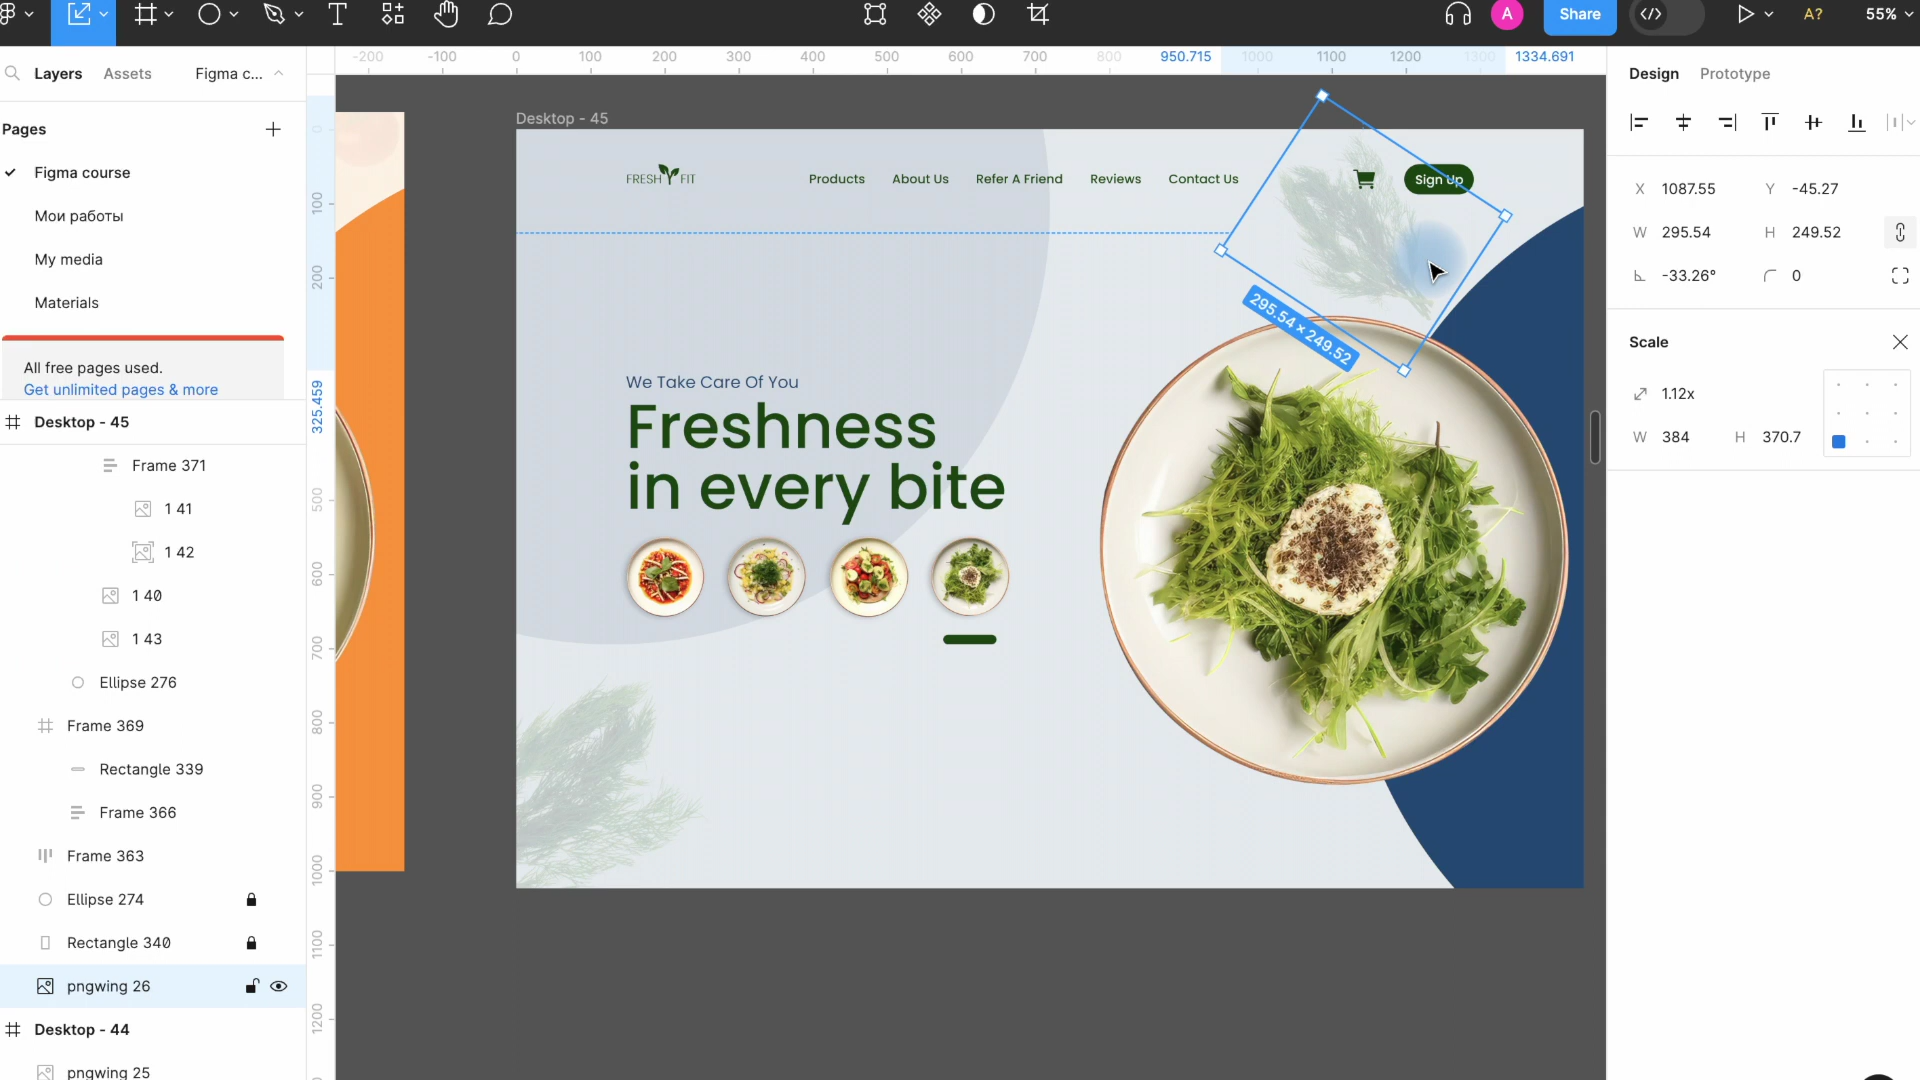 A
Share
A?
55%
Layers
Assets
Figma c...
-200
-100
0
100
200
300
400
500
600
700
800
950.715
1000
1100
1200
1300
1334.691
Design
Prototype
Pages
Figma course
Мои работы
My media
Materials
All free pages used.
Get unlimited pages & more
Desktop - 45
Frame 371
1 41
1 42
1 40
1 43
Ellipse 276
Frame 369
Rectangle 339
Frame 366
Frame 363
Ellipse 274
Rectangle 340
pngwing 26
Desktop - 44
pngwing 25
0
100
200
325.459
500
600
700
800
900
1000
1100
1200
Desktop - 45
FRESH FIT
Products
About Us
Refer A Friend
Reviews
Contact Us
Sign Up
295.54 × 249.52
We Take Care Of You
Freshness
in every bite
X 1087.55
Y -45.27
W 295.54
H 249.52
-33.26°
0
Scale
1.12x
W 384
H 370.7